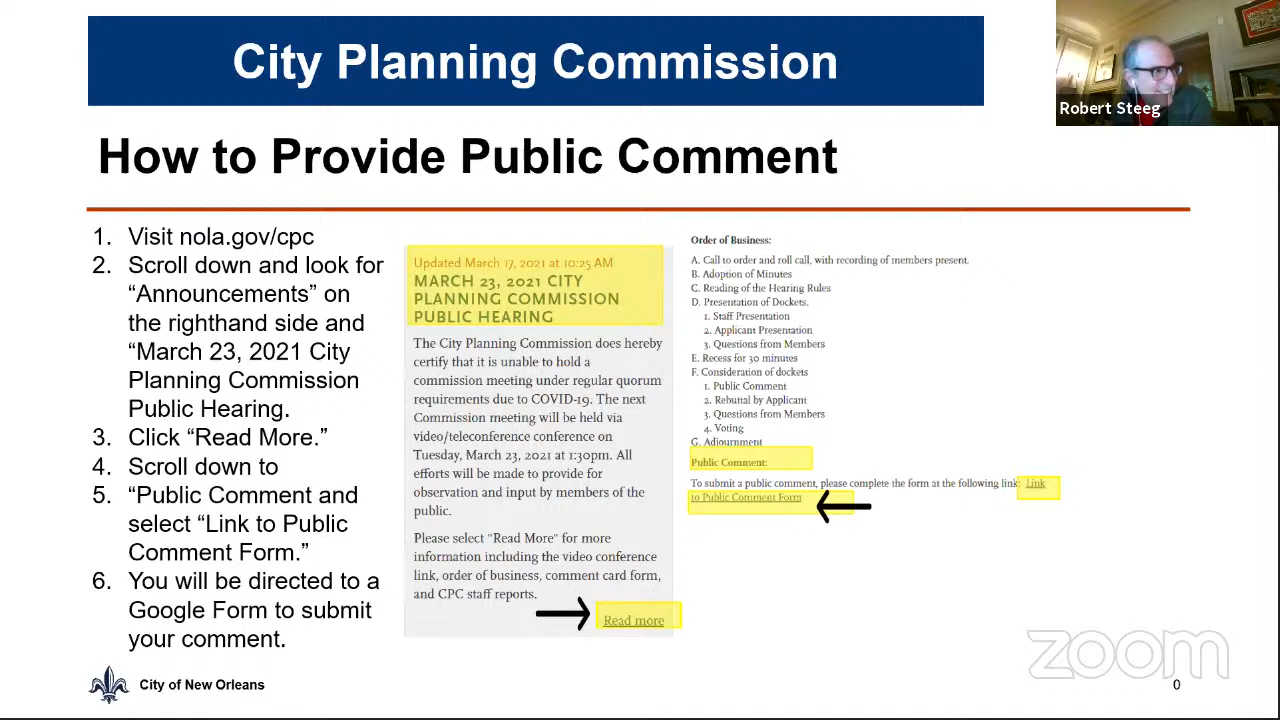 City Planning Commission
Robert Steeg
How to Provide Public Comment
1. Visit nola.gov/cpc
2. Scroll down and look for
“Announcements” on
the righthand side and
“March 23, 2021 City
Planning Commission
Public Hearing.
3. Click “Read More.”
4. Scroll down to
5. “Public Comment and
select “Link to Public
Comment Form.”
6. You will be directed to a
Google Form to submit
your comment.
Updated March 17, 2021 at 10:25 AM
MARCH 23, 2021 CITY
PLANNING COMMISSION
PUBLIC HEARING
The City Planning Commission does hereby
certify that it is unable to hold a
commission meeting under regular quorum
requirements due to COVID-19. The next
Commission meeting will be held via
video/teleconference conference on
Tuesday, March 23, 2021 at 1:30pm. All
efforts will be made to provide for
observation and input by members of the
public.
Please select "Read More" for more
information including the video conference
link, order of business, comment card form,
and CPC staff reports.
Read more
Order of Business:
A. Call to order and roll call, with recording of members present.
B. Adoption of Minutes
C. Reading of the Hearing Rules
D. Presentation of Dockets.
1. Staff Presentation
2. Applicant Presentation
3. Questions from Members
E. Recess for 30 minutes
F. Consideration of dockets
1. Public Comment
2. Rebuttal by Applicant
3. Questions from Members
4. Voting
G. Adjournment
Public Comment:
To submit a public comment, please complete the form at the following link: Link
to Public Comment Form
zoom
City of New Orleans
0